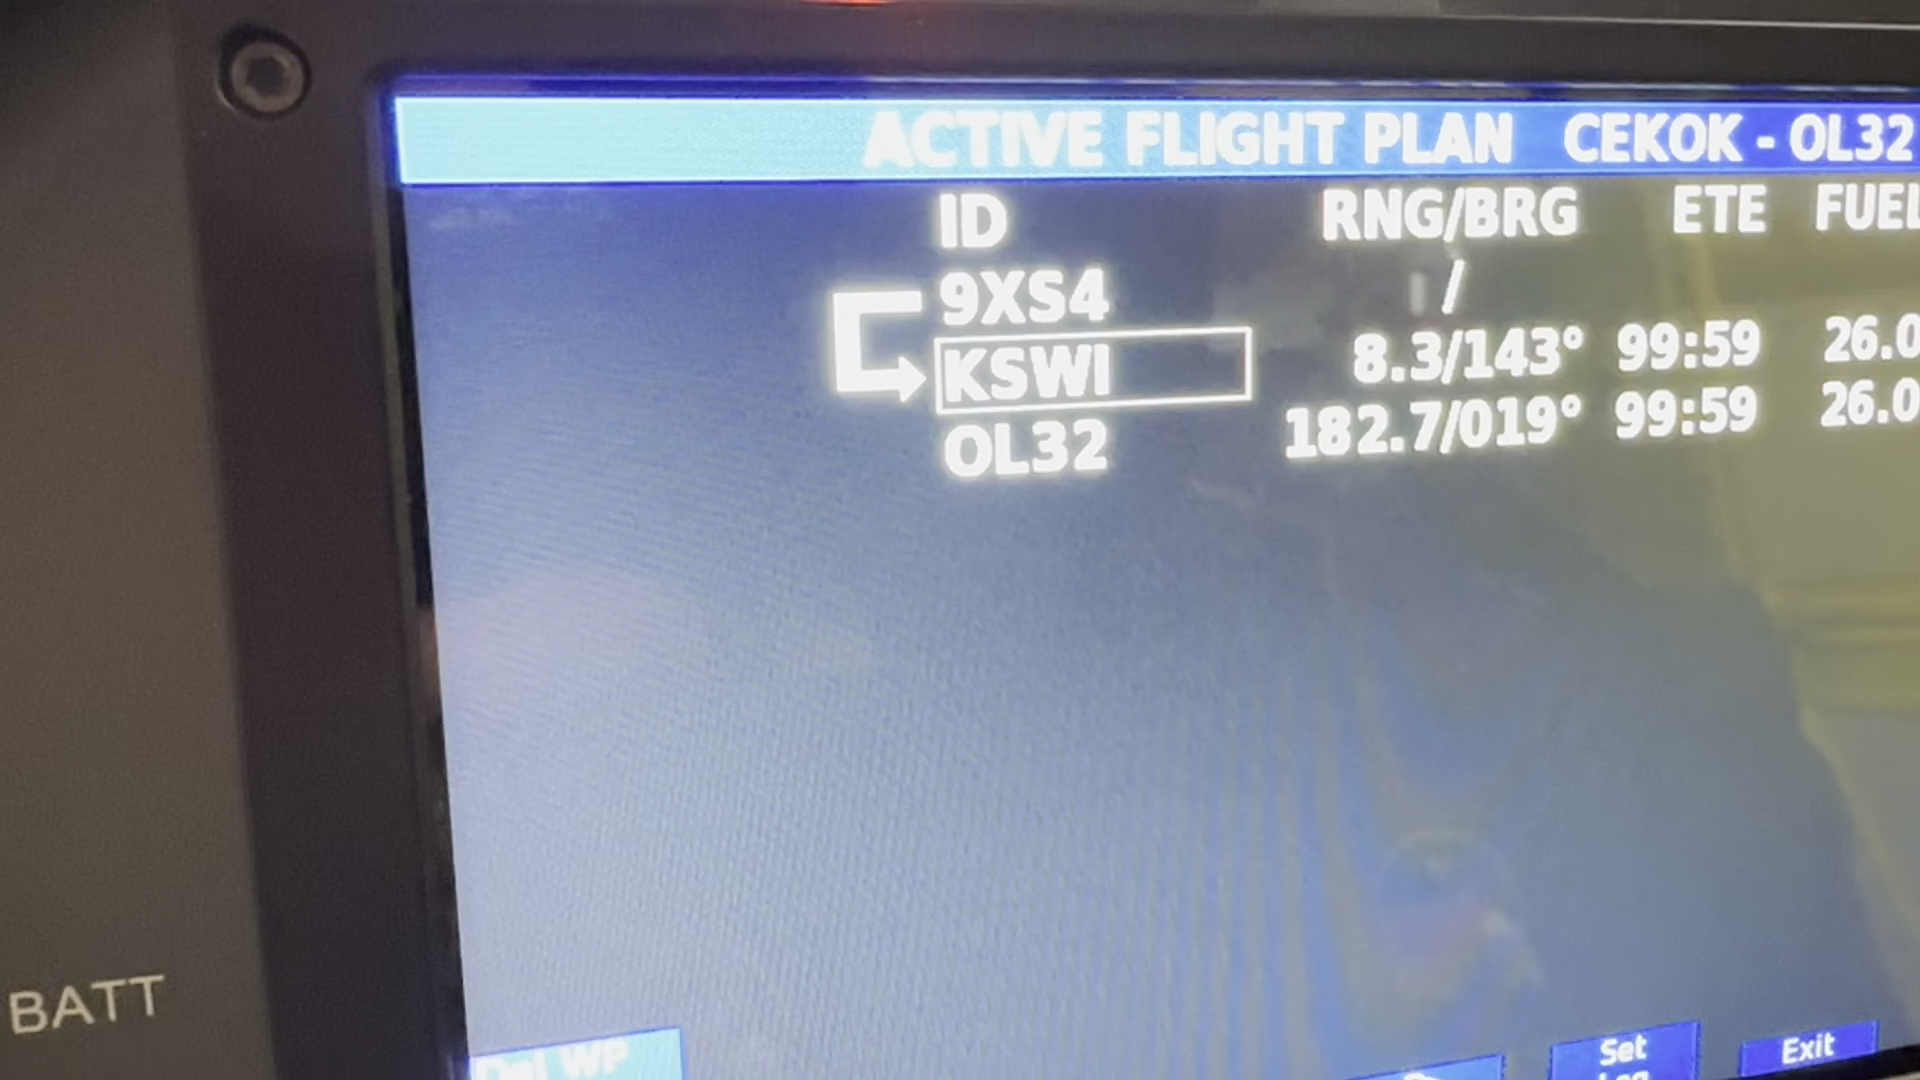 ACTIVE FLIGHT PLAN CEKOK - OL32
ID RNG/BRG ETE FUEL
9XS4 /
KSWI 8.3/143° 99:59 26.0
OL32 182.7/019° 99:59 26.0
BATT
Del WP
Set
Leg
Exit